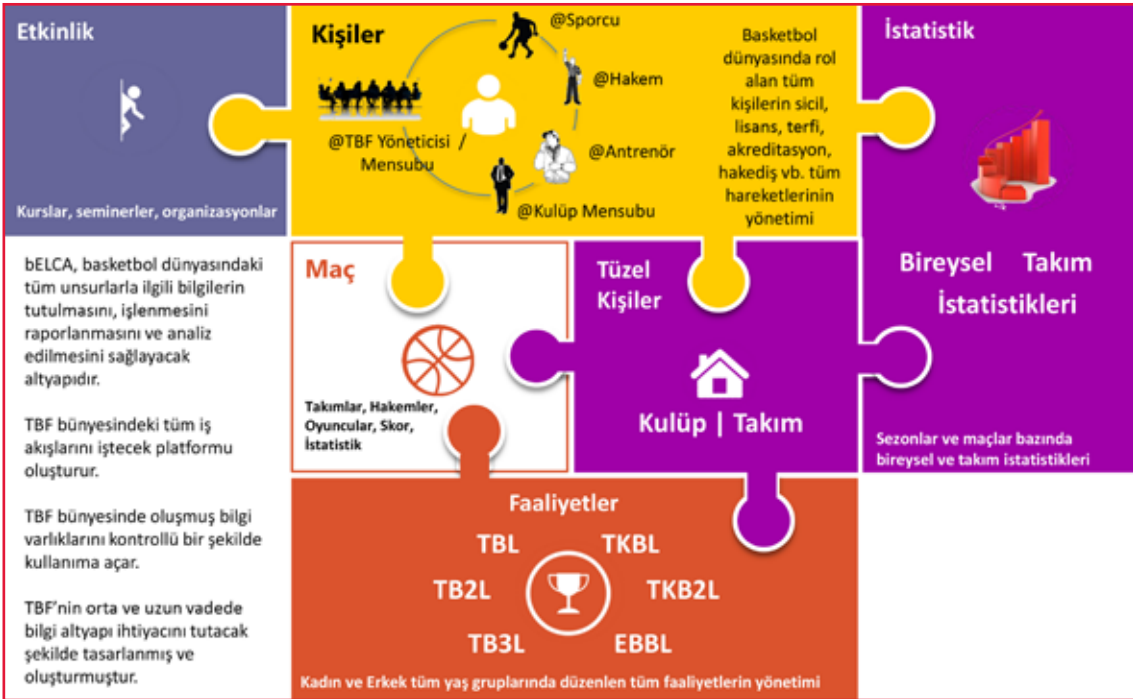 Etkinlik
Kurslar, seminerler, organizasyonlar
Kişiler
@Sporcu
@Hakem
@Antrenör
@Kulüp Mensubu
@TBF Yöneticisi /
Mensubu
Basketbol
dünyasında rol
alan tüm
kişilerin sicil,
lisans, terfi,
akreditasyon,
hakediş vb. tüm
hareketlerinin
yönetimi
İstatistik
Bireysel Takım
İstatistikleri
Sezonlar ve maçlar bazında
bireysel ve takım istatistikleri
bELCA, basketbol dünyasındaki
tüm unsurlarla ilgili bilgilerin
tutulmasını, işlenmesini
raporlanmasını ve analiz
edilmesini sağlayacak
altyapıdır.
TBF bünyesindeki tüm iş
akışlarını iştecek platformu
oluşturur.
TBF bünyesinde oluşmuş bilgi
varlıklarını kontrollü bir şekilde
kullanıma açar.
TBF'nin orta ve uzun vadede
bilgi altyapı ihtiyacını tutacak
şekilde tasarlanmış ve
oluşturmuştur.
Maç
Takımlar, Hakemler,
Oyuncular, Skor,
İstatistik
Tüzel
Kişiler
Kulüp | Takım
Faaliyetler
TBL TKBL
TB2L TKB2L
TB3L EBBL
Kadın ve Erkek tüm yaş gruplarında düzenlen tüm faaliyetlerin yönetimi